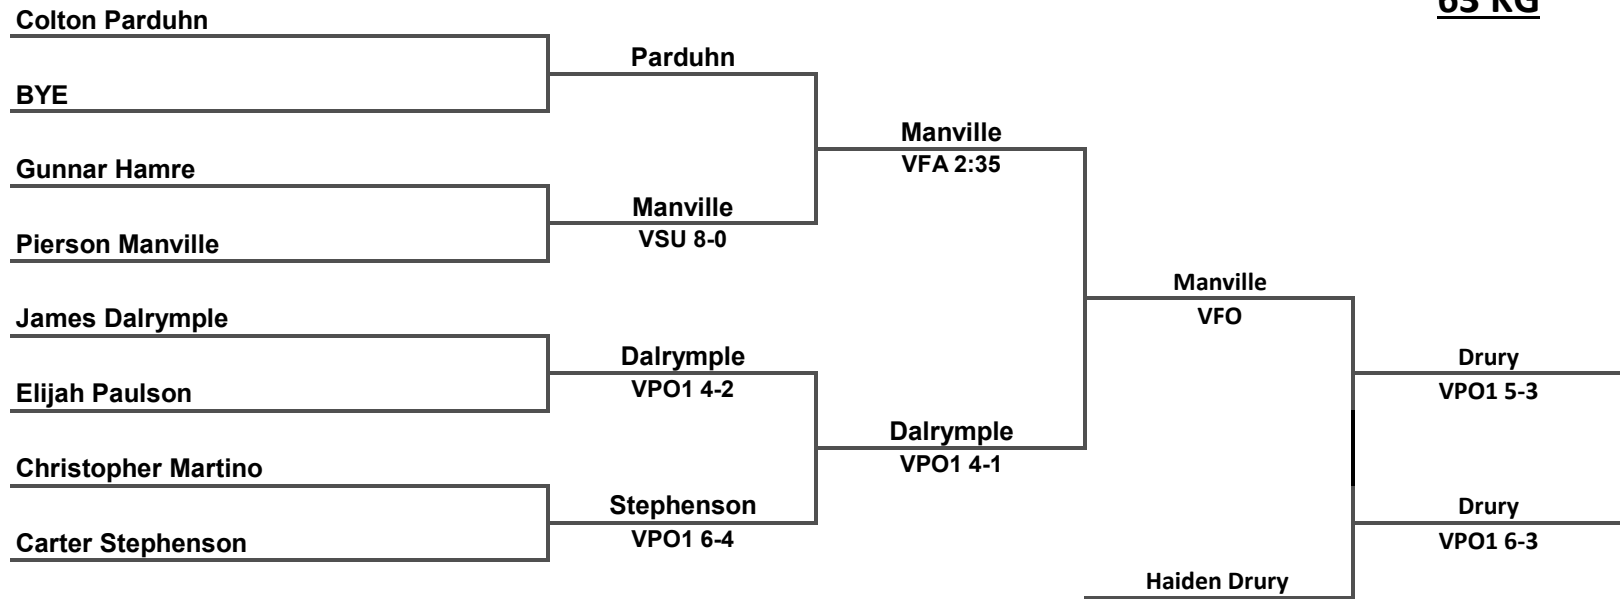 63 KG
Colton Parduhn
Parduhn
BYE
Manville
VFA 2:35
Gunnar Hamre
Manville
VSU 8-0
Pierson Manville
Manville
VFO
James Dalrymple
Dalrymple
VPO1 4-2
Drury
VPO1 5-3
Elijah Paulson
Dalrymple
VPO1 4-1
Christopher Martino
Stephenson
VPO1 6-4
Drury
VPO1 6-3
Carter Stephenson
Haiden Drury